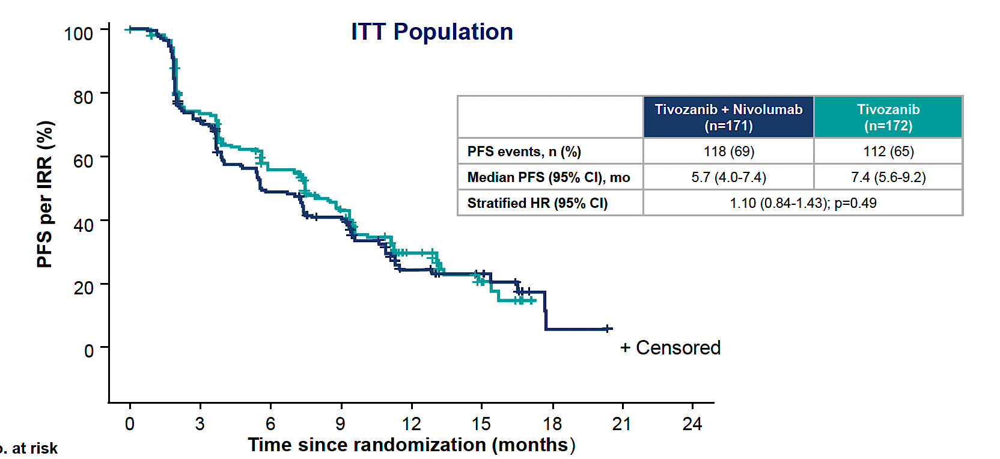 ITT Population
100
80
60
40
20
0
PFS per IRR (%)
Tivozanib + Nivolumab
(n=171)
Tivozanib
(n=172)
PFS events, n (%) 118 (69) 112 (65)
Median PFS (95% CI), mo 5.7 (4.0-7.4) 7.4 (5.6-9.2)
Stratified HR (95% CI) 1.10 (0.84-1.43); p=0.49
+ Censored
0 3 6 9 12 15 18 21 24
Time since randomization (months)
o. at risk